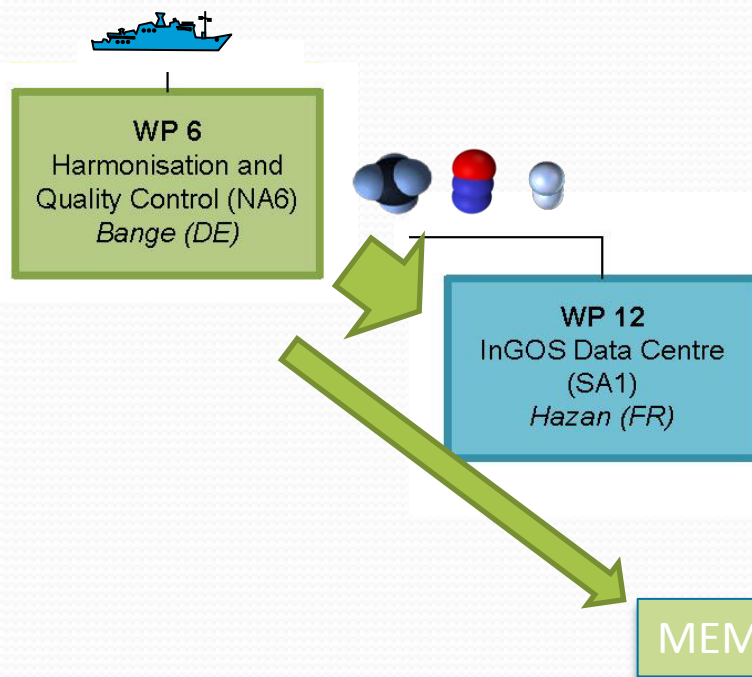 WP 6
Harmonisation and
Quality Control (NA6)
Bange (DE)
WP 12
InGOS Data Centre
(SA1)
Hazan (FR)
MEM